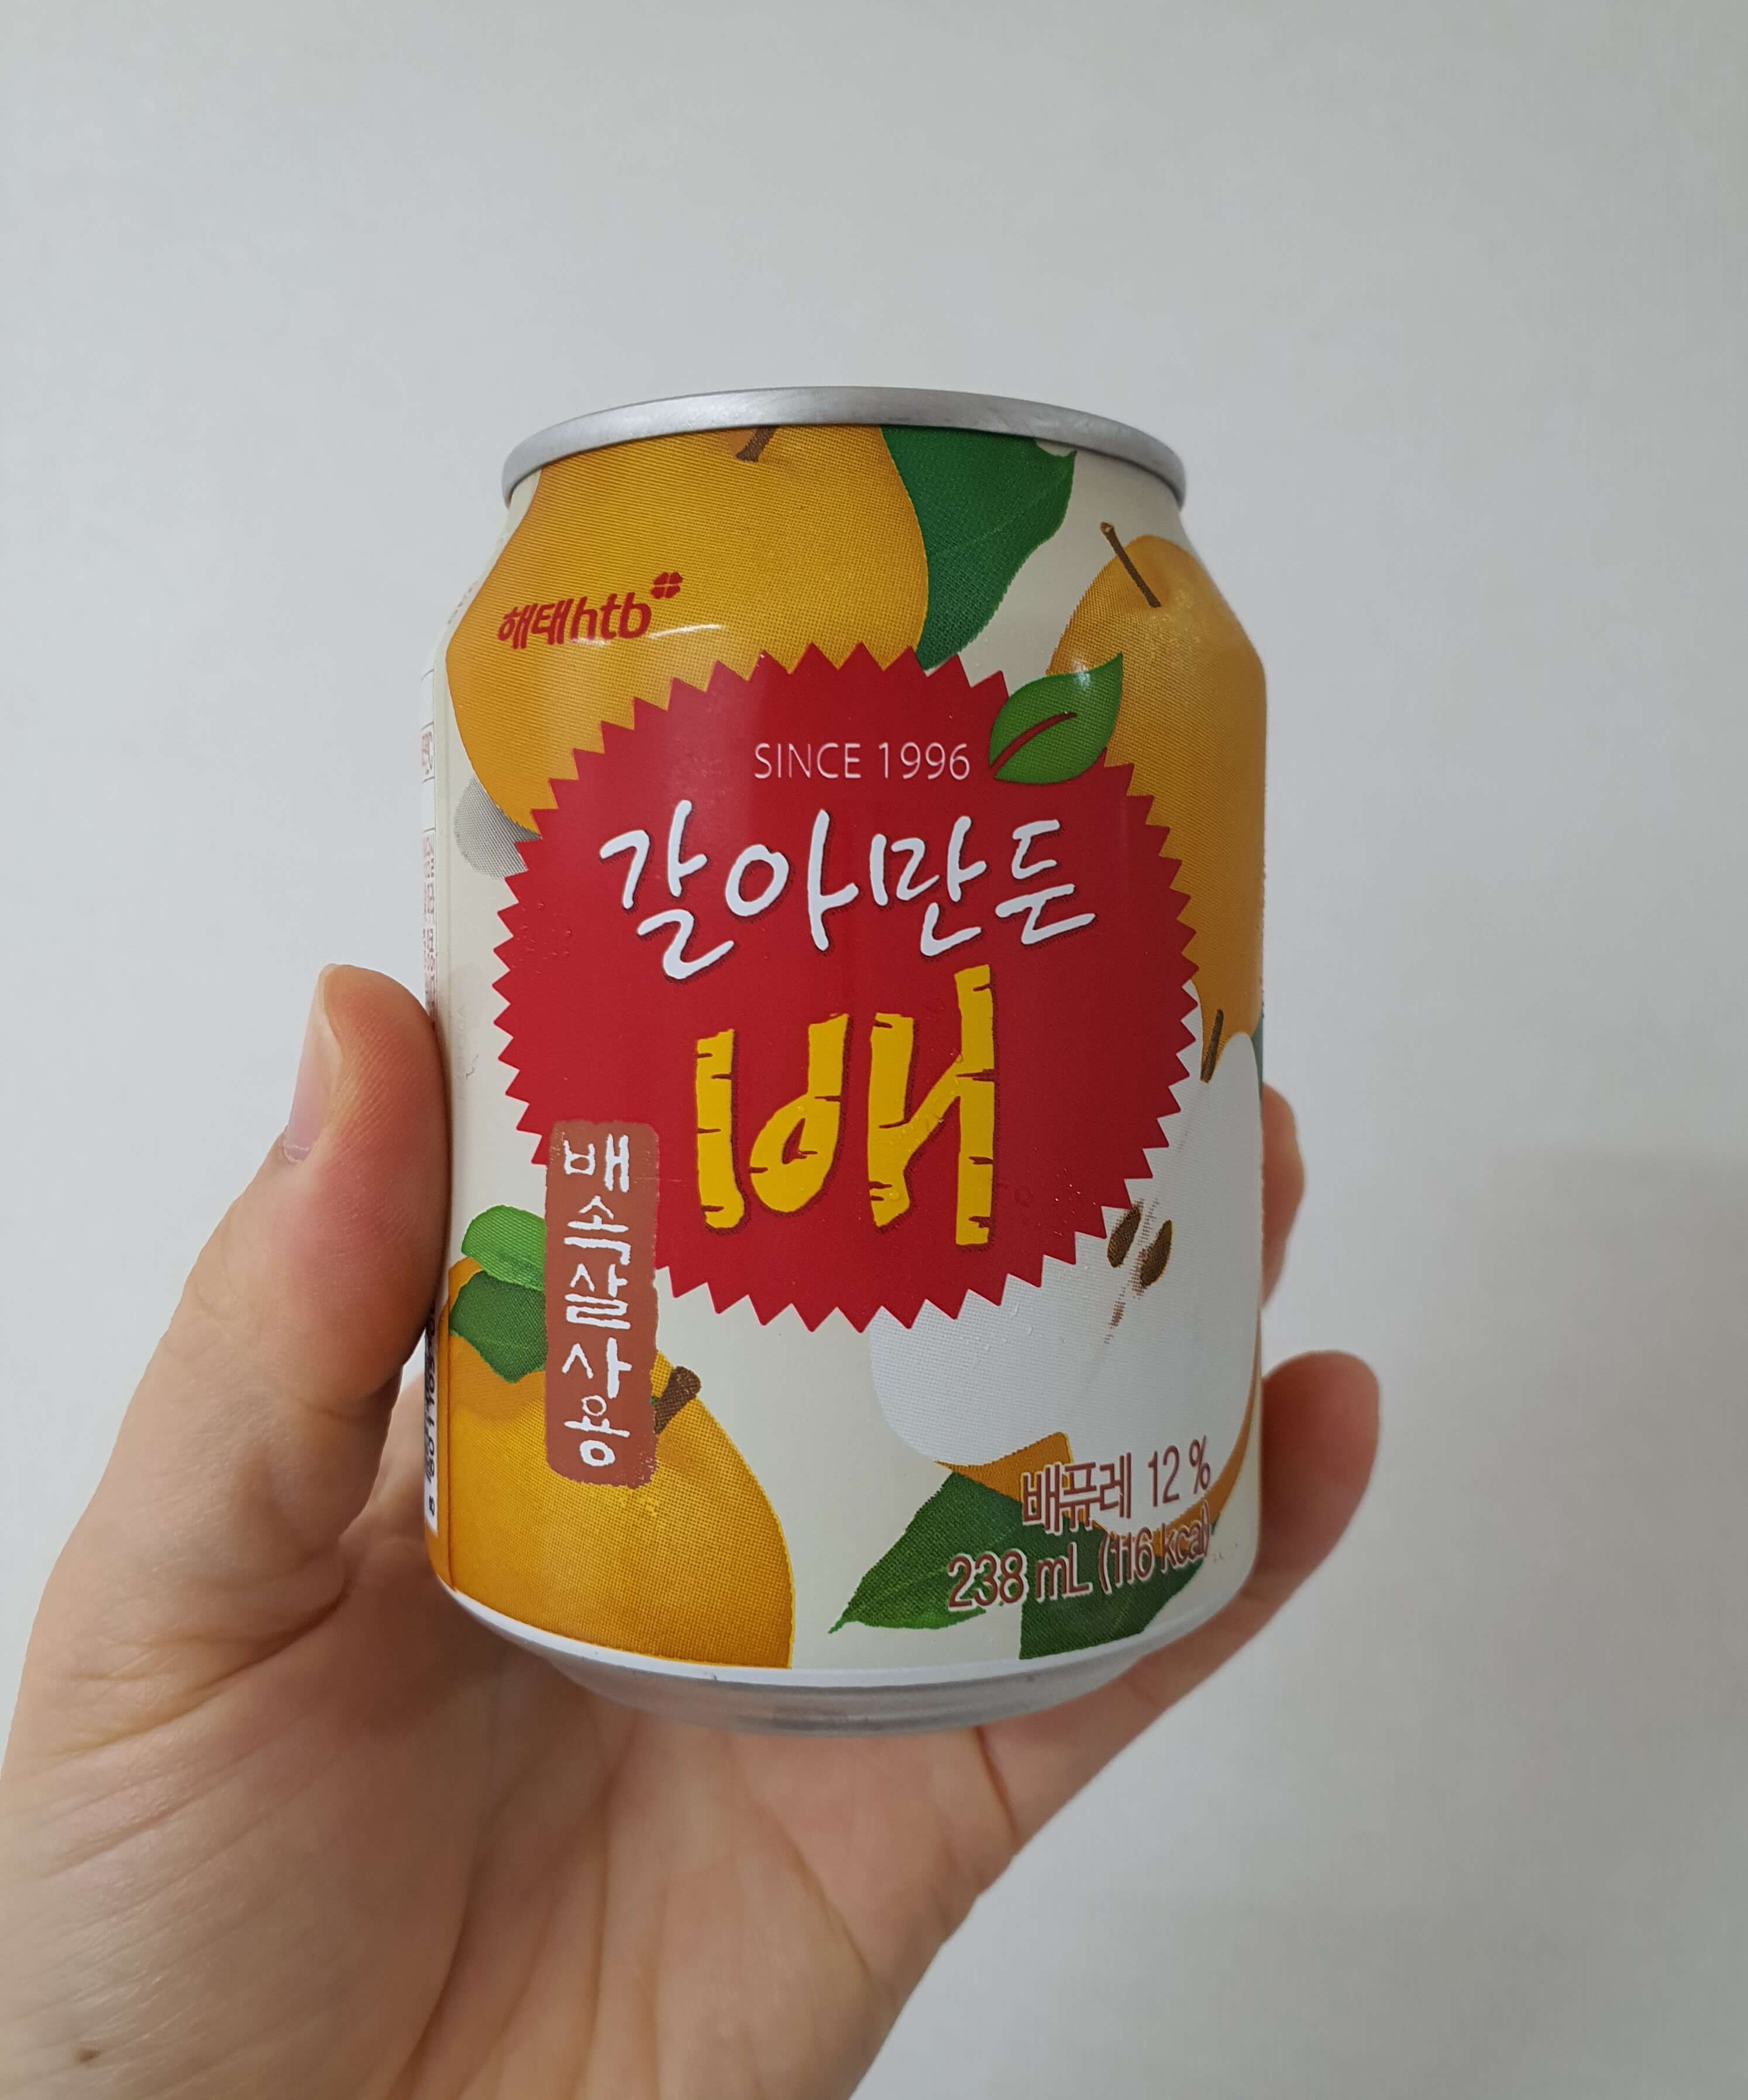 해태htb
SINCE 1996
갈아만든
배
배속살사용
배퓨레 12 %
238 mL (116 kcal)